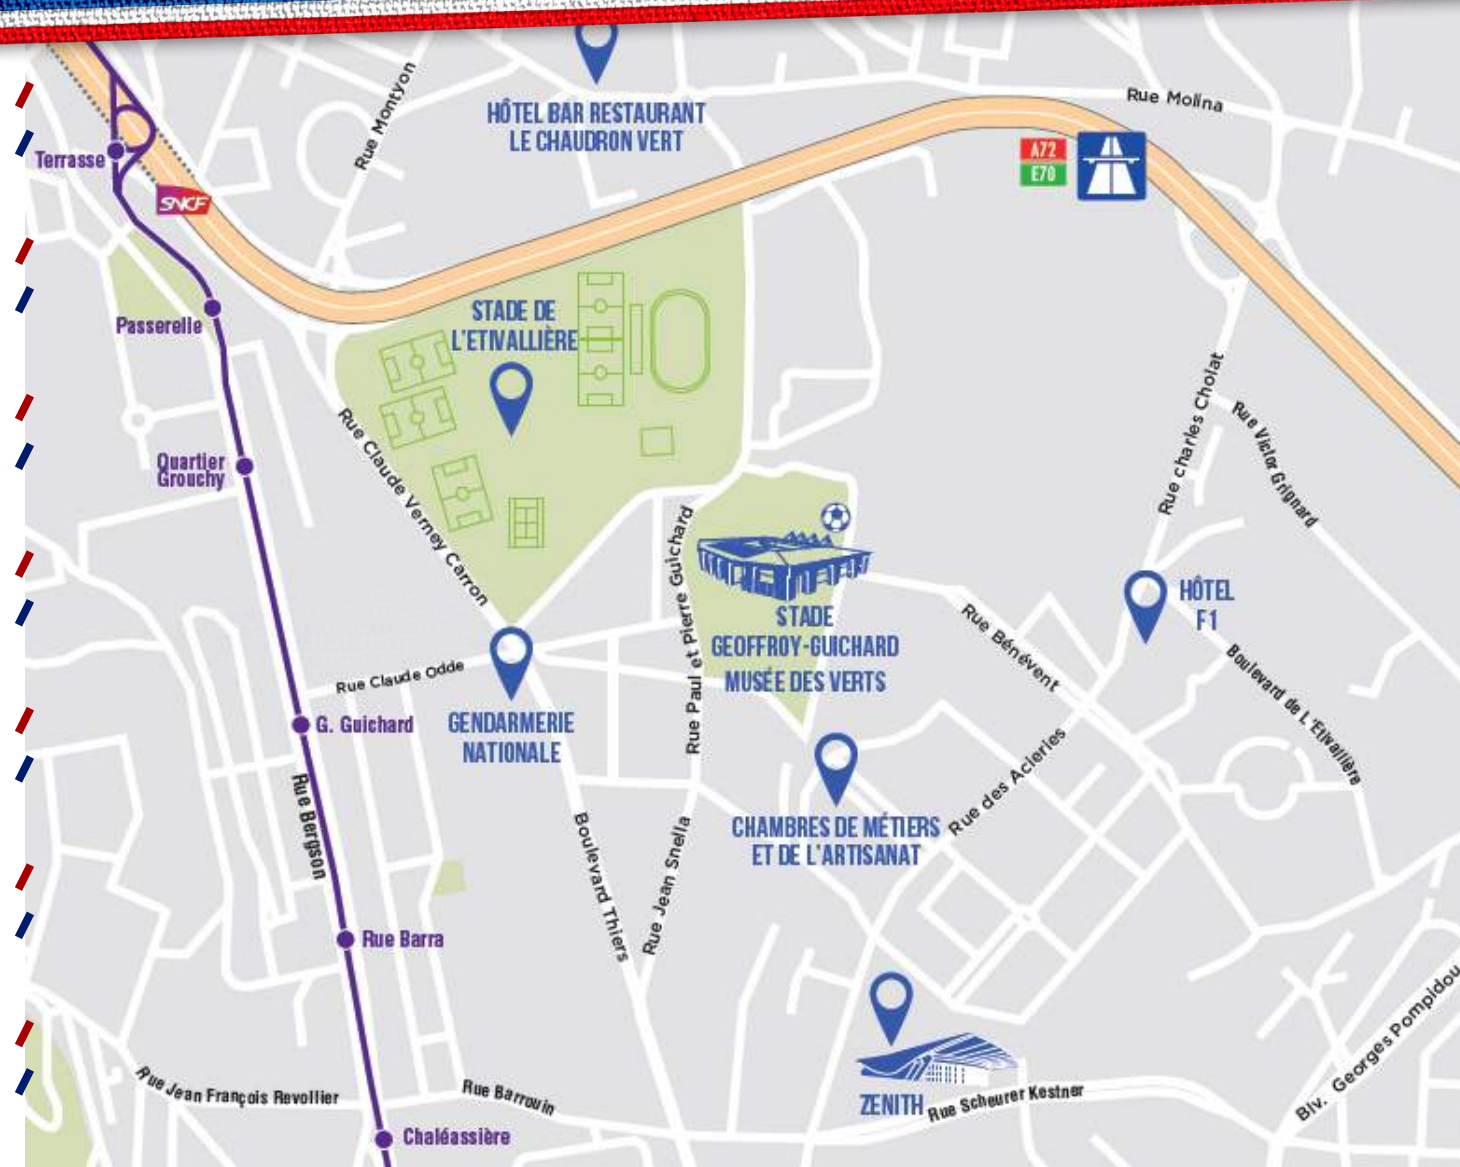 Rue Montyon
HÔTEL BAR RESTAURANT
LE CHAUDRON VERT
Rue Molina
A72
E70
Terrasse
SNCF
Passerelle
STADE DE
L'ETIVALLIÈRE
Rue charles Cholat
Rue Victor Grignard
Rue Claude Verney Carron
Quartier
Grouchy
Rue Paul et Pierre Guichard
STADE
GEOFFROY-GUICHARD
MUSÉE DES VERTS
HÔTEL
F1
Rue Bénévent
Boulevard de L'Etivallière
Rue Claude Odde
G. Guichard
GENDARMERIE
NATIONALE
Rue des Acieries
CHAMBRES DE MÉTIERS
ET DE L'ARTISANAT
Rue Bergson
Boulevard Thiers
Rue Jean Snella
Rue Barra
Blv. Georges Pompidou
Rue Jean François Revollier
Rue Barrouin
ZENITH
Rue Scheurer Kestner
Chaléassière